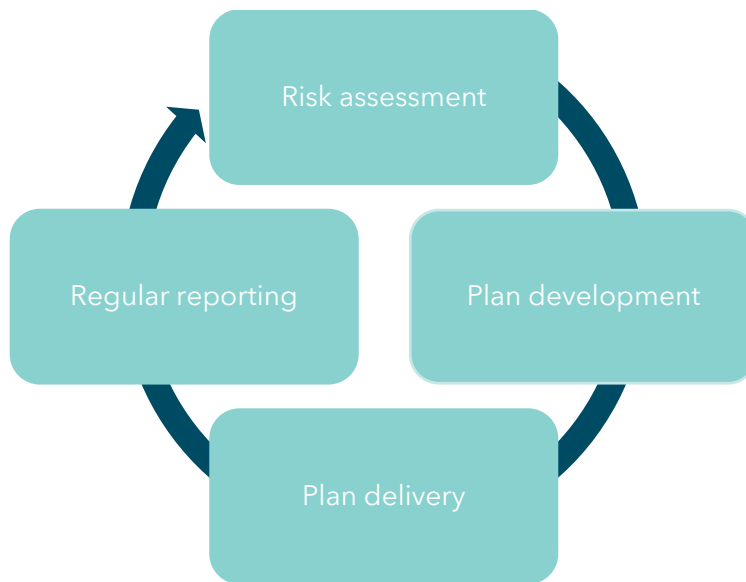 Risk assessment
Regular reporting
Plan development
Plan delivery